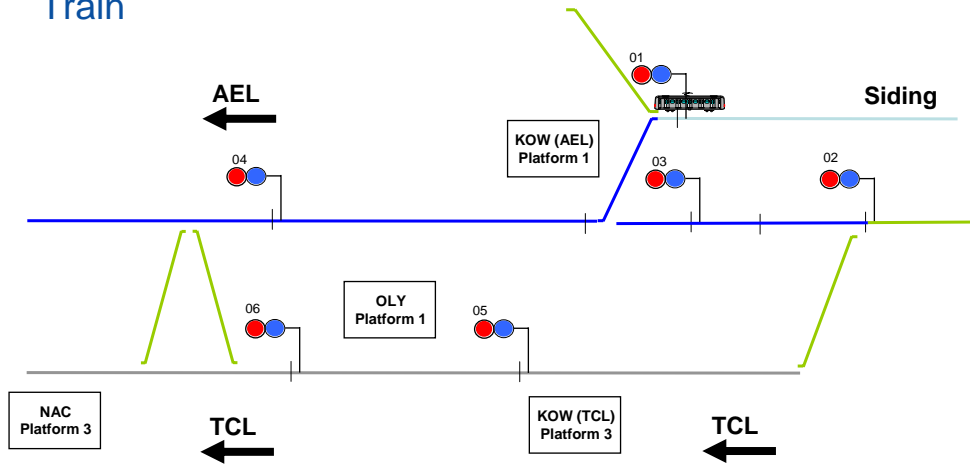 Train
01
AEL
Siding
KOW (AEL)
Platform 1
04
03
02
OLY
Platform 1
06
05
NAC
Platform 3
TCL
KOW (TCL)
Platform 3
TCL